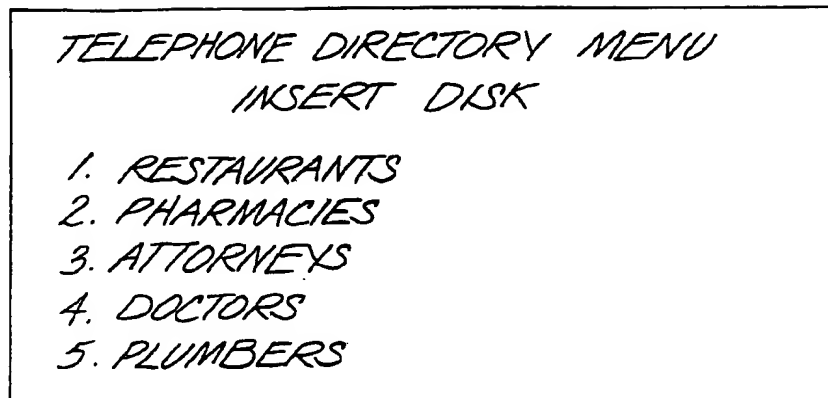 TELEPHONE DIRECTORY MENU
INSERT DISK
1. RESTAURANTS
2. PHARMACIES
3. ATTORNEYS
4. DOCTORS
5. PLUMBERS